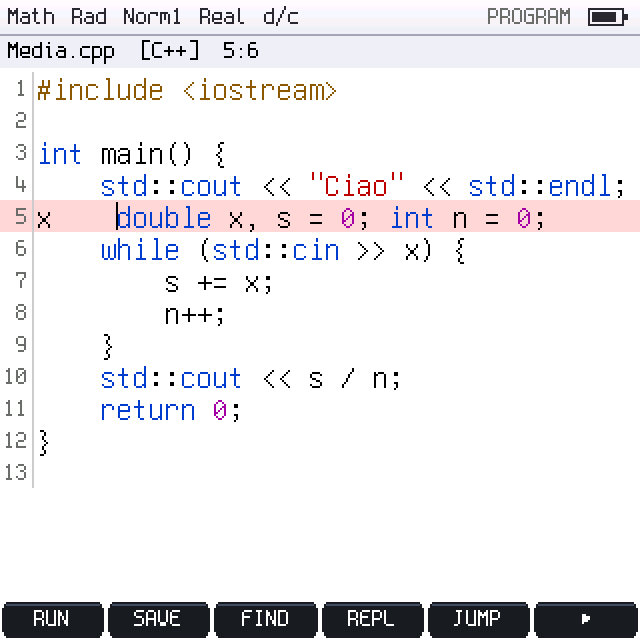 Math Rad Norm1 Real d/c PROGRAM
Media.cpp [C++] 5:6
1 #include <iostream>
2
3 int main() {
4     std::cout << "Ciao" << std::endl;
5 x    double x, s = 0; int n = 0;
6     while (std::cin >> x) {
7         s += x;
8         n++;
9     }
10     std::cout << s / n;
11     return 0;
12 }
13
RUN SAVE FIND REPL JUMP ▶